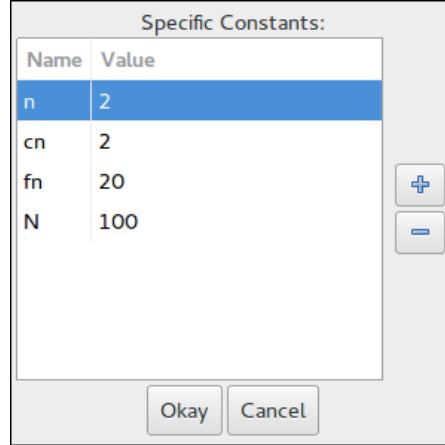 Specific Constants:
Name Value
n 2
cn 2
fn 20
N 100
Okay Cancel